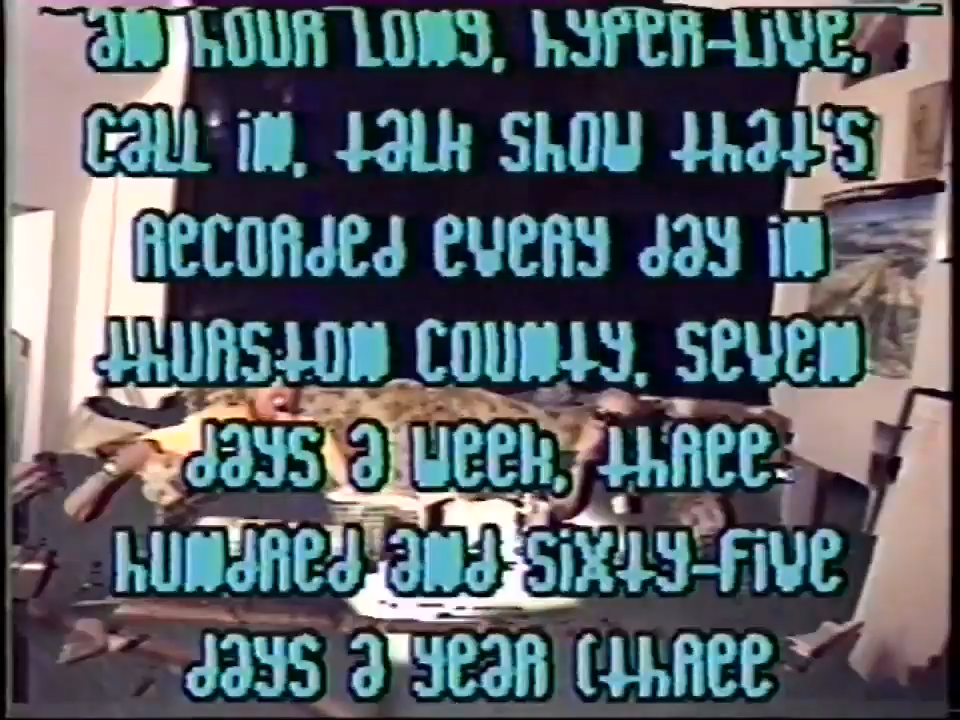 an hour long, hyper-live,
call in, talk show that's
recorded every day in
thurston county, seven
days a week, three
hundred and sixty-five
days a year (three